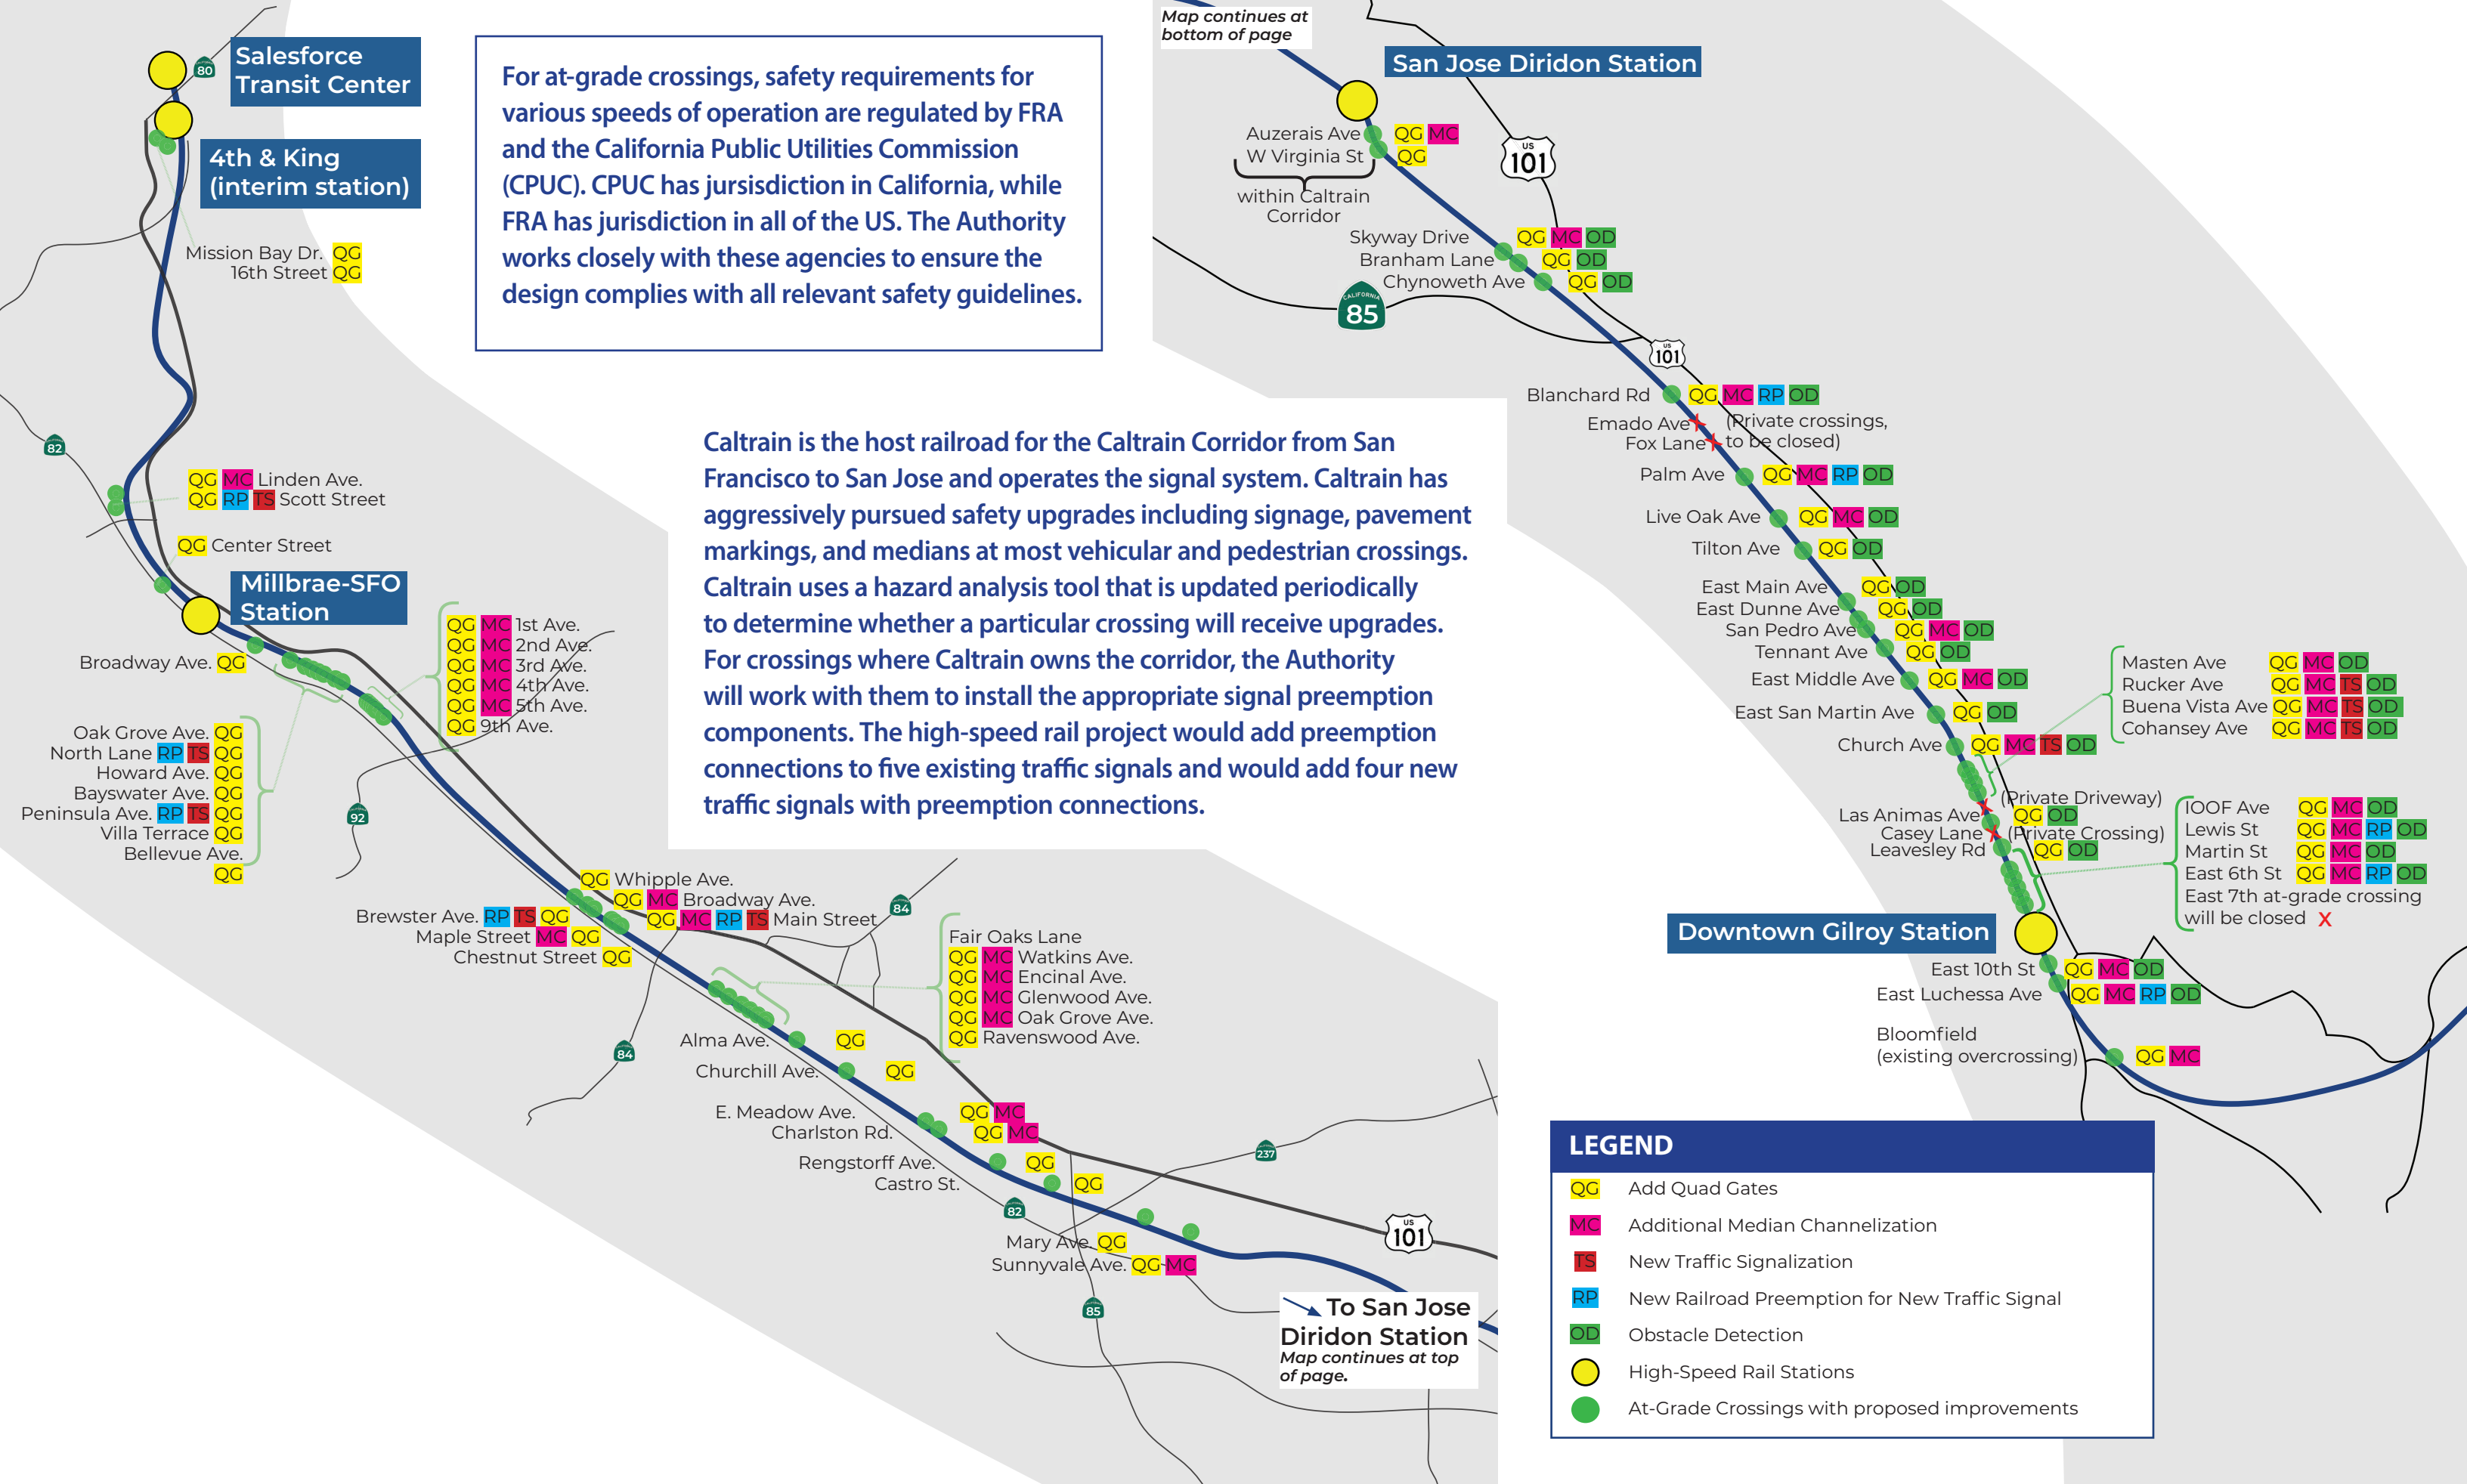 80
Salesforce
Transit Center
4th & King
(interim station)
Mission Bay Dr. QG
16th Street QG
For at-grade crossings, safety requirements for
various speeds of operation are regulated by FRA
and the California Public Utilities Commission
(CPUC). CPUC has jursisdiction in California, while
FRA has jurisdiction in all of the US. The Authority
works closely with these agencies to ensure the
design complies with all relevant safety guidelines.
82
QG MC Linden Ave.
QG RP TS Scott Street
QG Center Street
Millbrae-SFO
Station
Broadway Ave. QG
QG MC 1st Ave.
QG MC 2nd Ave.
QG MC 3rd Ave.
QG MC 4th Ave.
QG MC 5th Ave.
QG 9th Ave.
Oak Grove Ave. QG
North Lane RP TS QG
Howard Ave. QG
Bayswater Ave. QG
Peninsula Ave. RP TS QG
Villa Terrace QG
Bellevue Ave.
QG
92
Caltrain is the host railroad for the Caltrain Corridor from San
Francisco to San Jose and operates the signal system. Caltrain has
aggressively pursued safety upgrades including signage, pavement
markings, and medians at most vehicular and pedestrian crossings.
Caltrain uses a hazard analysis tool that is updated periodically
to determine whether a particular crossing will receive upgrades.
For crossings where Caltrain owns the corridor, the Authority
will work with them to install the appropriate signal preemption
components. The high-speed rail project would add preemption
connections to five existing traffic signals and would add four new
traffic signals with preemption connections.
QG Whipple Ave.
QG MC Broadway Ave.
Brewster Ave. RP TS QG
QG MC RP TS Main Street
Maple Street MC QG
Chestnut Street QG
84
84
Fair Oaks Lane
QG MC Watkins Ave.
QG MC Encinal Ave.
QG MC Glenwood Ave.
QG MC Oak Grove Ave.
QG Ravenswood Ave.
Alma Ave. QG
Churchill Ave. QG
E. Meadow Ave. QG MC
Charlston Rd. QG MC
Rengstorff Ave. QG
Castro St. QG
237
82
US
101
Mary Ave. QG
Sunnyvale Ave. QG MC
85
To San Jose
Diridon Station
Map continues at top
of page.
Map continues at
bottom of page
San Jose Diridon Station
Auzerais Ave QG MC
W Virginia St QG
within Caltrain
Corridor
US
101
Skyway Drive QG MC OD
Branham Lane QG OD
Chynoweth Ave QG OD
CALIFORNIA
85
US
101
Blanchard Rd QG MC RP OD
Emado Ave (Private crossings,
Fox Lane to be closed)
Palm Ave QG MC RP OD
Live Oak Ave QG MC OD
Tilton Ave QG OD
East Main Ave QG OD
East Dunne Ave QG OD
San Pedro Ave QG MC OD
Tennant Ave QG OD
East Middle Ave QG MC OD
East San Martin Ave QG OD
Church Ave QG MC TS OD
Masten Ave QG MC OD
Rucker Ave QG MC TS OD
Buena Vista Ave QG MC TS OD
Cohansey Ave QG MC TS OD
(Private Driveway)
Las Animas Ave QG OD
Casey Lane (Private Crossing)
Leavesley Rd QG OD
IOOF Ave QG MC OD
Lewis St QG MC RP OD
Martin St QG MC OD
East 6th St QG MC RP OD
East 7th at-grade crossing
will be closed X
Downtown Gilroy Station
East 10th St QG MC OD
East Luchessa Ave QG MC RP OD
Bloomfield
(existing overcrossing) QG MC
LEGEND
QG Add Quad Gates
MC Additional Median Channelization
TS New Traffic Signalization
RP New Railroad Preemption for New Traffic Signal
OD Obstacle Detection
High-Speed Rail Stations
At-Grade Crossings with proposed improvements